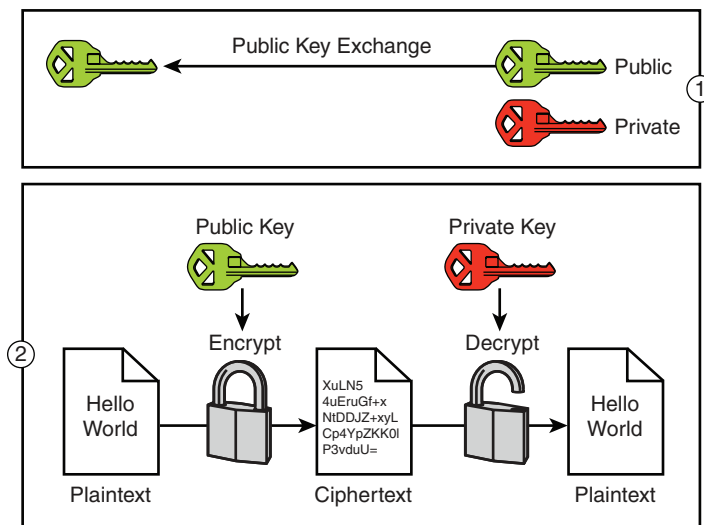 Public Key Exchange
Public
Private
1
Public Key
Private Key
2
Encrypt
Decrypt
Hello
World
XuLN5
4uEruGf+x
NtDDJZ+xyL
Cp4YpZKK0l
P3vduU=
Hello
World
Plaintext
Ciphertext
Plaintext